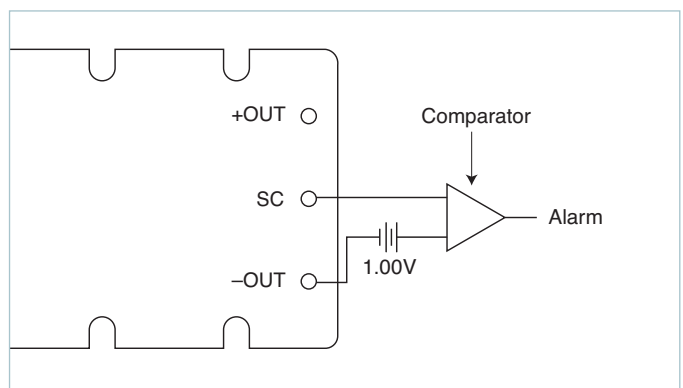 +OUT
Comparator
SC
Alarm
–OUT
1.00V